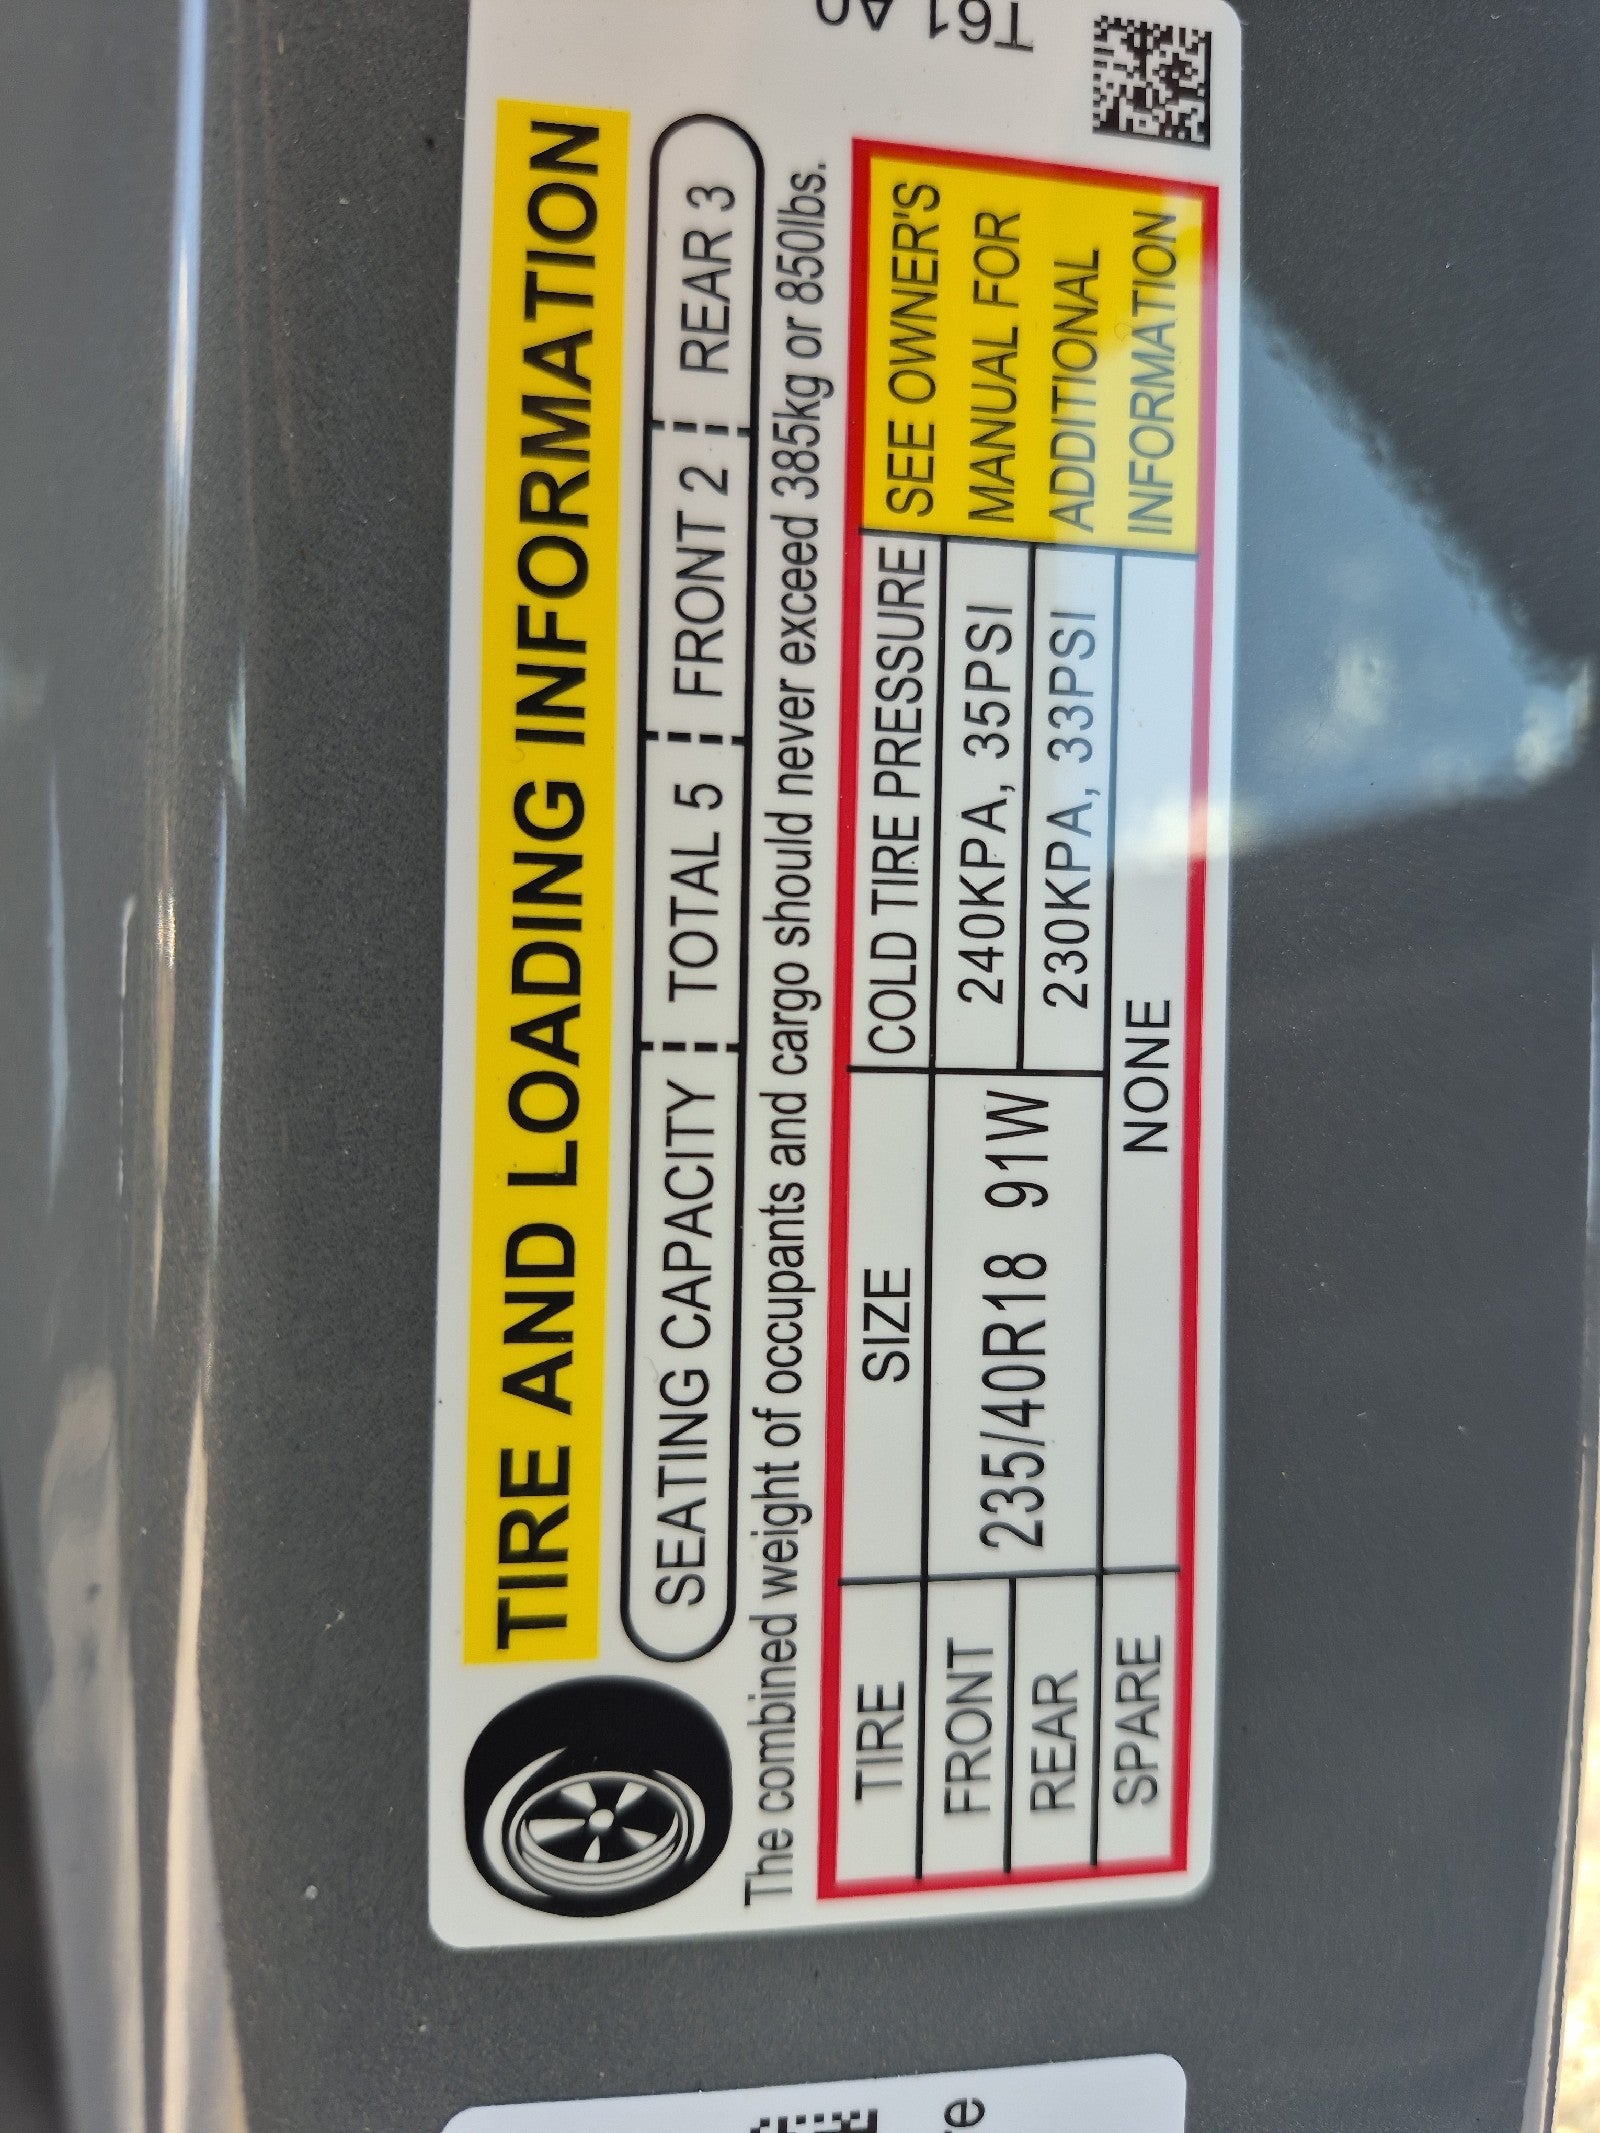 TIRE AND LOADING INFORMATION
SEATING CAPACITY TOTAL 5 FRONT 2 REAR 3
The combined weight of occupants and cargo should never exceed 385kg or 850lbs.
TIRE SIZE COLD TIRE PRESSURE
FRONT 235/40R18 91W 240KPA, 35PSI
REAR 230KPA, 33PSI
SPARE NONE
SEE OWNER'S
MANUAL FOR
ADDITIONAL
INFORMATION
T61